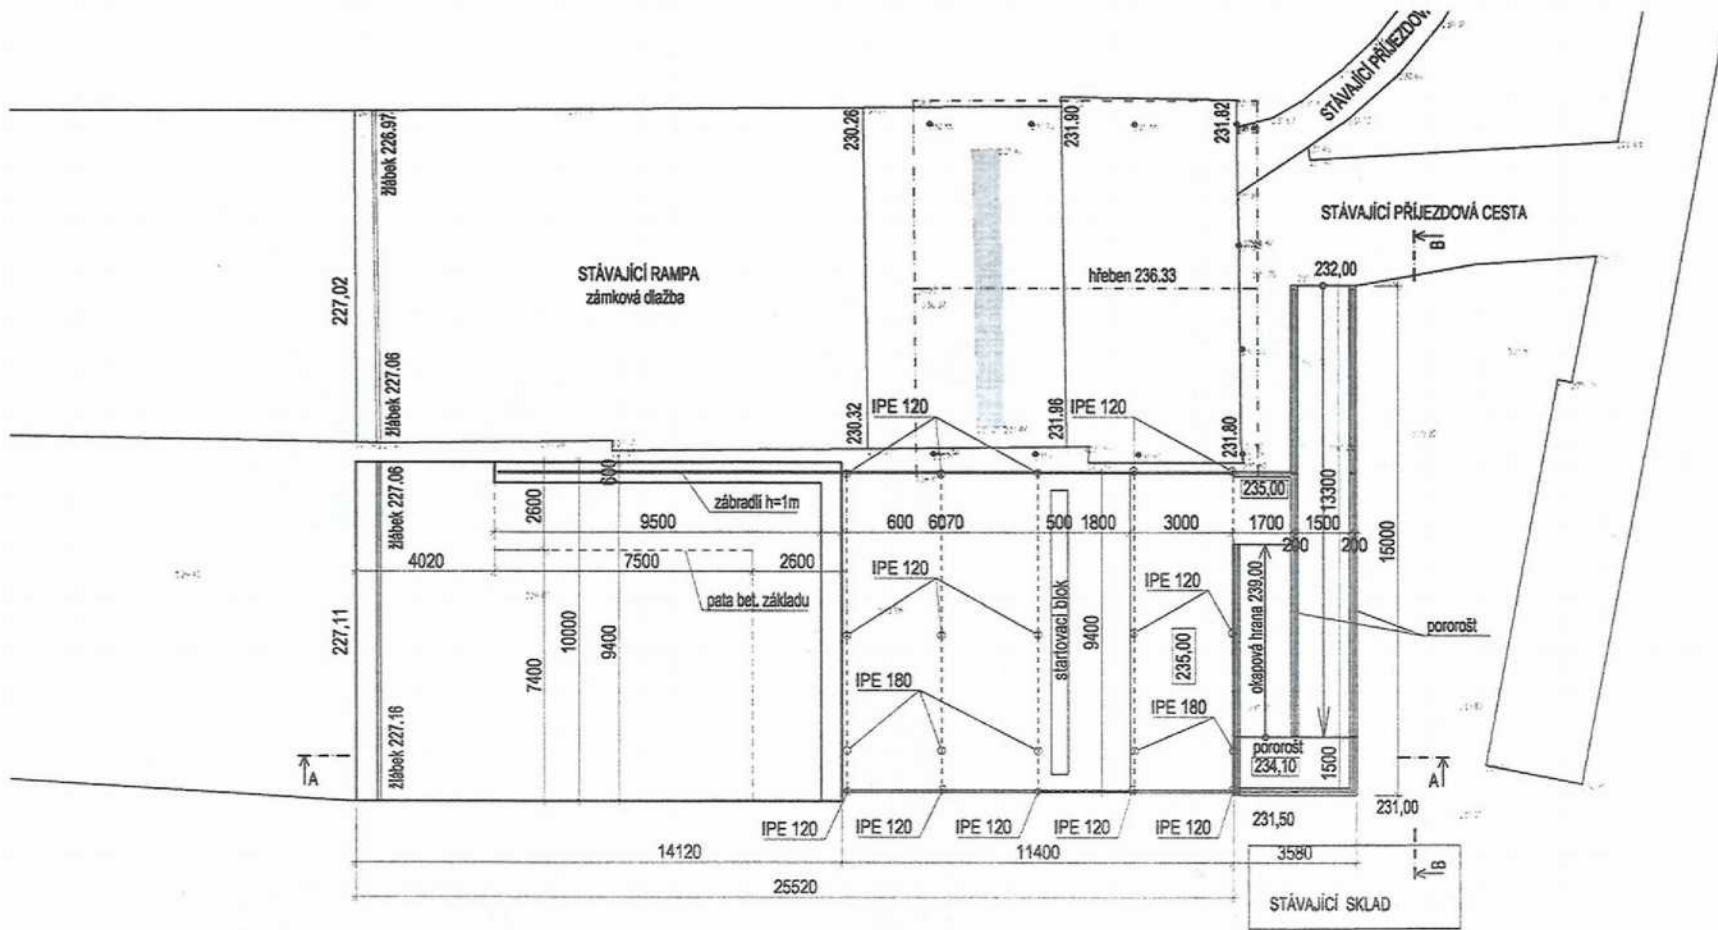 STÁVAJÍCÍ PŘÍJEZDOVÁ
žlábek 226.97
230.26
231.90
231.82
STÁVAJÍCÍ PŘÍJEZDOVÁ CESTA
B
STÁVAJÍCÍ RAMPA
zámková dlažba
hřeben 236.33
232,00
227,02
žlábek 227.06
230.32
IPE 120
231.96
IPE 120
231.80
žlábek 227.06
2600
600
zábradlí h=1m
235,00
13300
15000
9500
600
6070
500
1800
3000
1700
1500
200
200
4020
7500
2600
IPE 120
IPE 120
pata bet. základu
startovací blok
okapová hrana 239,00
pororošt
227,11
7400
10000
9400
9400
235,00
IPE 180
IPE 180
žlábek 227.16
pororošt
234,10
1500
A
A
231,00
231,50
IPE 120
IPE 120
IPE 120
IPE 120
IPE 120
14120
11400
3580
B
25520
STÁVAJÍCÍ SKLAD